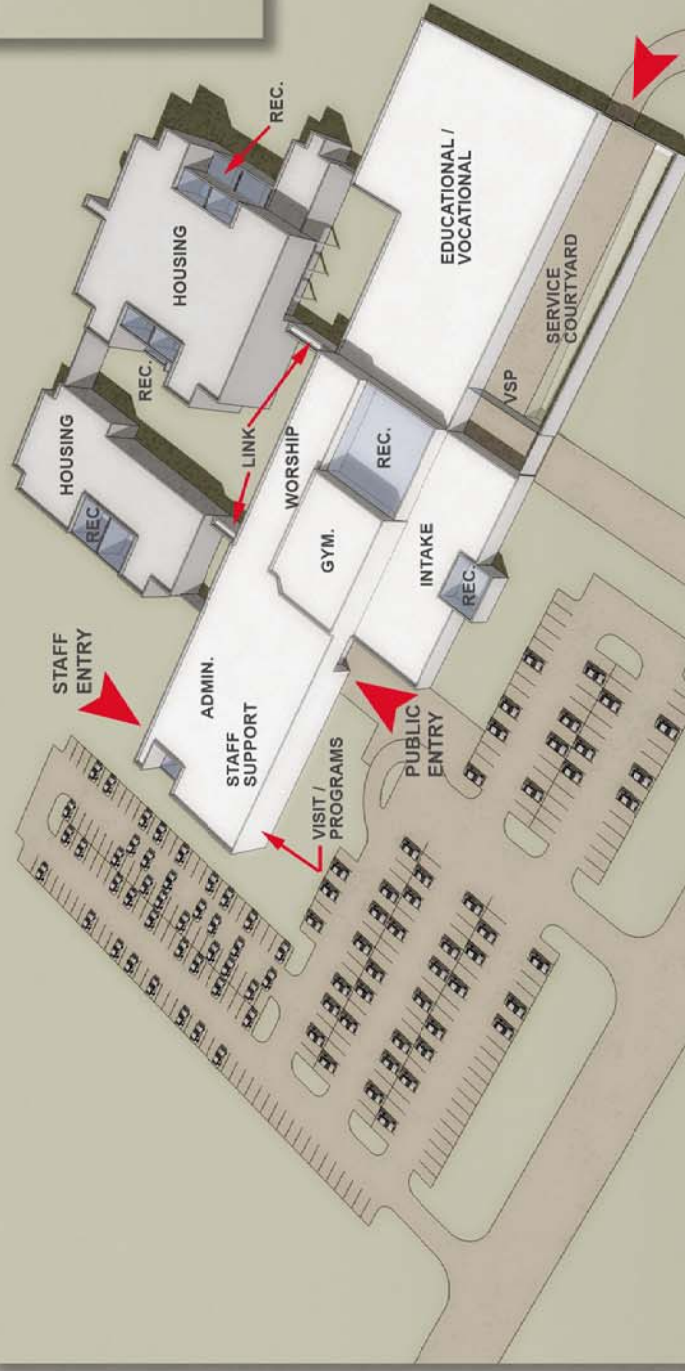 STAFF
ENTRY
HOUSING
REC.
REC.
HOUSING
REC.
LINK
ADMIN.
STAFF
SUPPORT
WORSHIP
GYM.
REC.
VISIT /
PROGRAMS
PUBLIC
ENTRY
INTAKE
REC.
EDUCATIONAL /
VOCATIONAL
VSP
SERVICE
COURTYARD